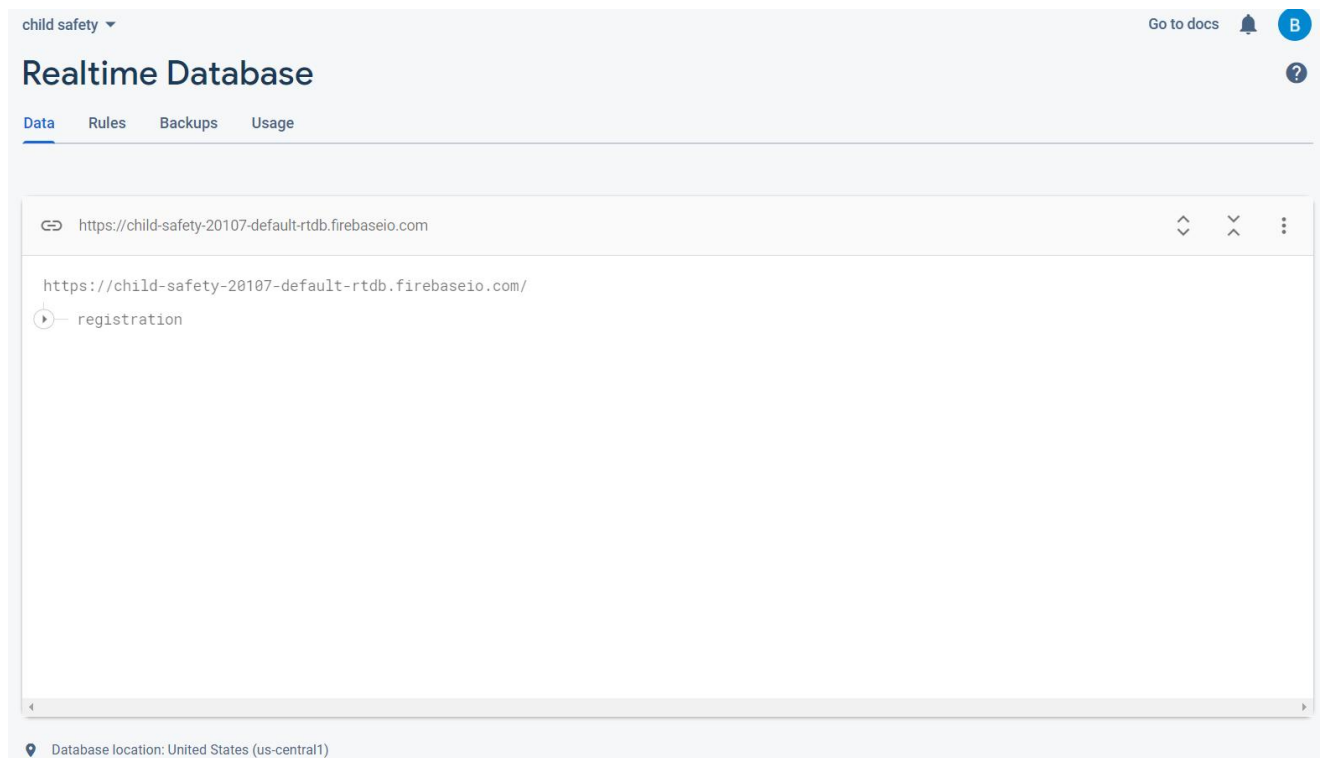 child safety
Go to docs
B
Realtime Database
?
Data Rules Backups Usage
https://child-safety-20107-default-rtdb.firebaseio.com
https://child-safety-20107-default-rtdb.firebaseio.com/
registration
Database location: United States (us-central1)